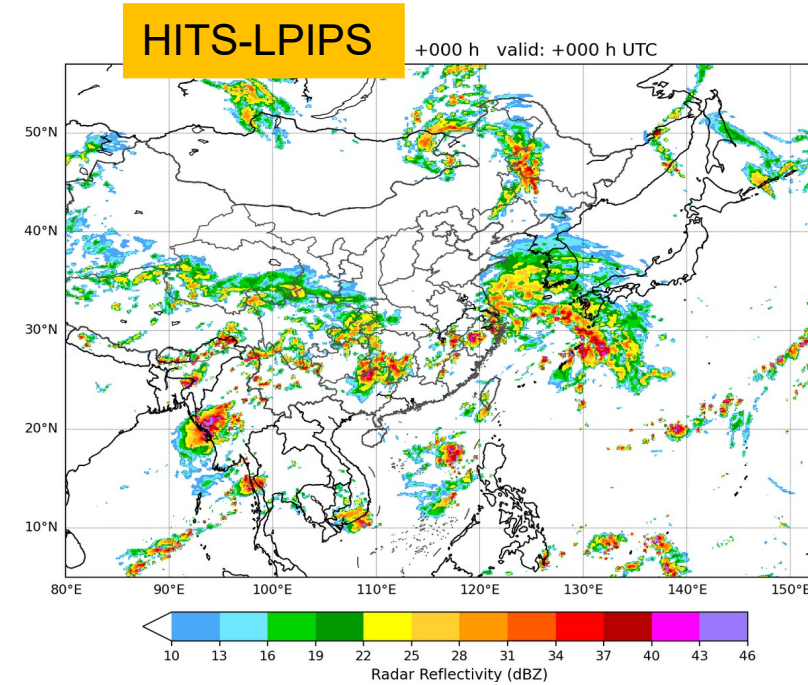 HITS-LPIPS
+000 h valid: +000 h UTC
50°N
40°N
30°N
20°N
10°N
80°E 90°E 100°E 110°E 120°E 130°E 140°E 150°E
10 13 16 19 22 25 28 31 34 37 40 43 46
Radar Reflectivity (dBZ)